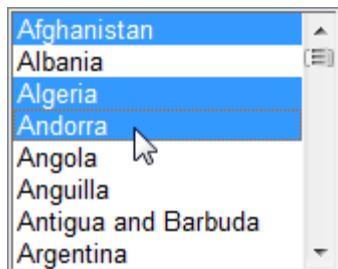 Afghanistan
Albania
Algeria
Andorra
Angola
Anguilla
Antigua and Barbuda
Argentina